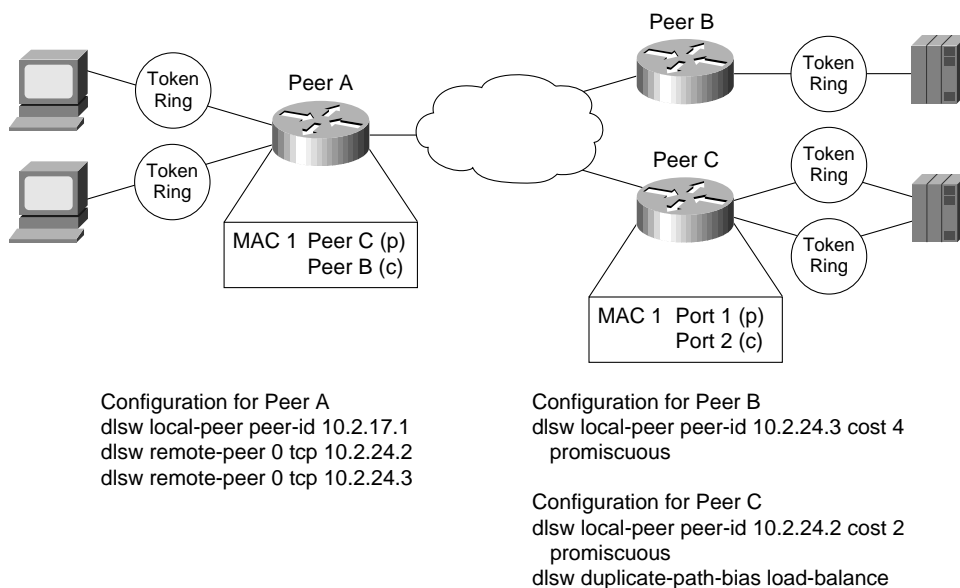 Peer B
Token
Ring
Peer A
Token
Ring
Token
Ring
Peer C
Token
Ring
Token
Ring
MAC 1 Peer C (p)
Peer B (c)
MAC 1 Port 1 (p)
Port 2 (c)
Configuration for Peer A
dlsw local-peer peer-id 10.2.17.1
dlsw remote-peer 0 tcp 10.2.24.2
dlsw remote-peer 0 tcp 10.2.24.3
Configuration for Peer B
dlsw local-peer peer-id 10.2.24.3 cost 4
promiscuous
Configuration for Peer C
dlsw local-peer peer-id 10.2.24.2 cost 2
promiscuous
dlsw duplicate-path-bias load-balance